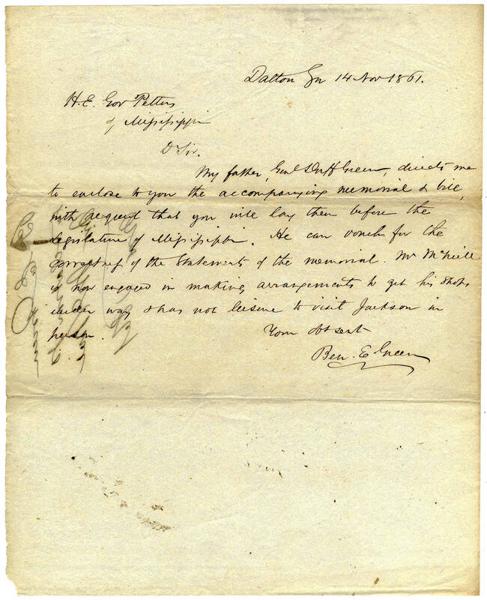 Dalton Ga 14 Nov 1861.
H. E. Gov Pettus
of Mississippi
D Sir.
My father, Genl Duff Green, directs me
to enclose to you the accompanying memorial & bill,
with request that you will lay them before the
Legislature of Mississippi. He can vouch for the
correctness of the statements of the memorial. Mr McNeill
is now engaged in making arrangements to get his shops
under way & has not leisure to visit Jackson in
person.
Your obt servt
Ben. E Green